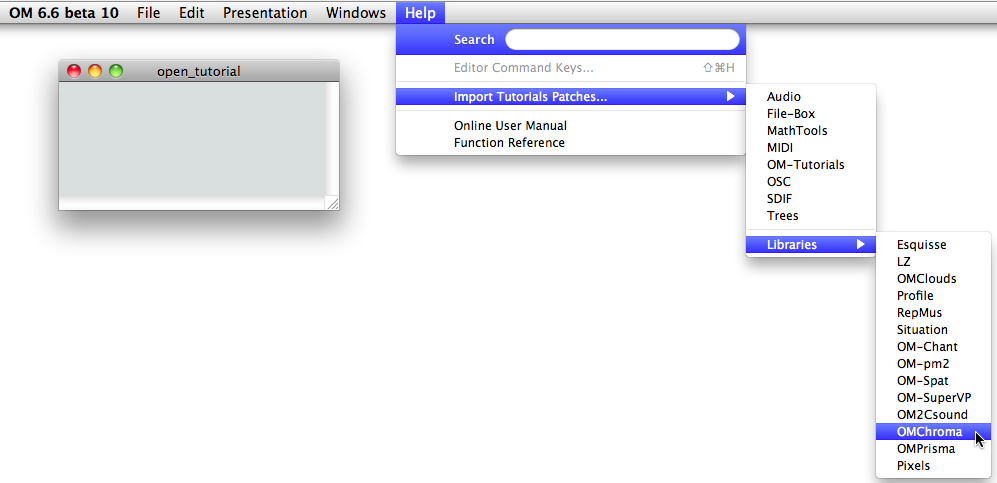 OM 6.6 beta 10 File Edit Presentation Windows Help
Search
Editor Command Keys... ⇧⌘H
Import Tutorials Patches...
Online User Manual
Function Reference
open_tutorial
Audio
File-Box
MathTools
MIDI
OM-Tutorials
OSC
SDIF
Trees
Libraries
Esquisse
LZ
OMClouds
Profile
RepMus
Situation
OM-Chant
OM-pm2
OM-Spat
OM-SuperVP
OM2Csound
OMChroma
OMPrisma
Pixels